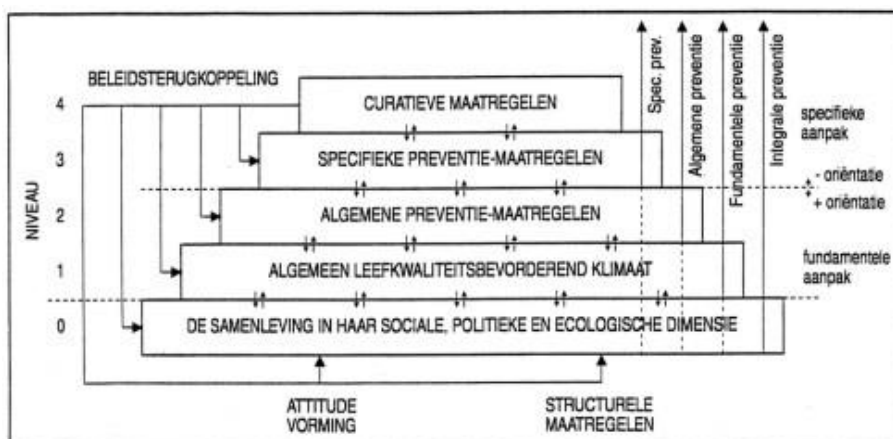 BELEIDSTERUGKOPPELING
NIVEAU
4
CURATIEVE MAATREGELEN
3
SPECIFIEKE PREVENTIE-MAATREGELEN
2
ALGEMENE PREVENTIE-MAATREGELEN
1
ALGEMEEN LEEFKWALITEITSBEVORDEREND KLIMAAT
0
DE SAMENLEVING IN HAAR SOCIALE, POLITIEKE EN ECOLOGISCHE DIMENSIE
Spec. prev.
Algemene preventie
Fundamentele preventie
Integrale preventie
specifieke
aanpak
- oriëntatie
+ oriëntatie
fundamentele
aanpak
ATTITUDE
VORMING
STRUCTURELE
MAATREGELEN